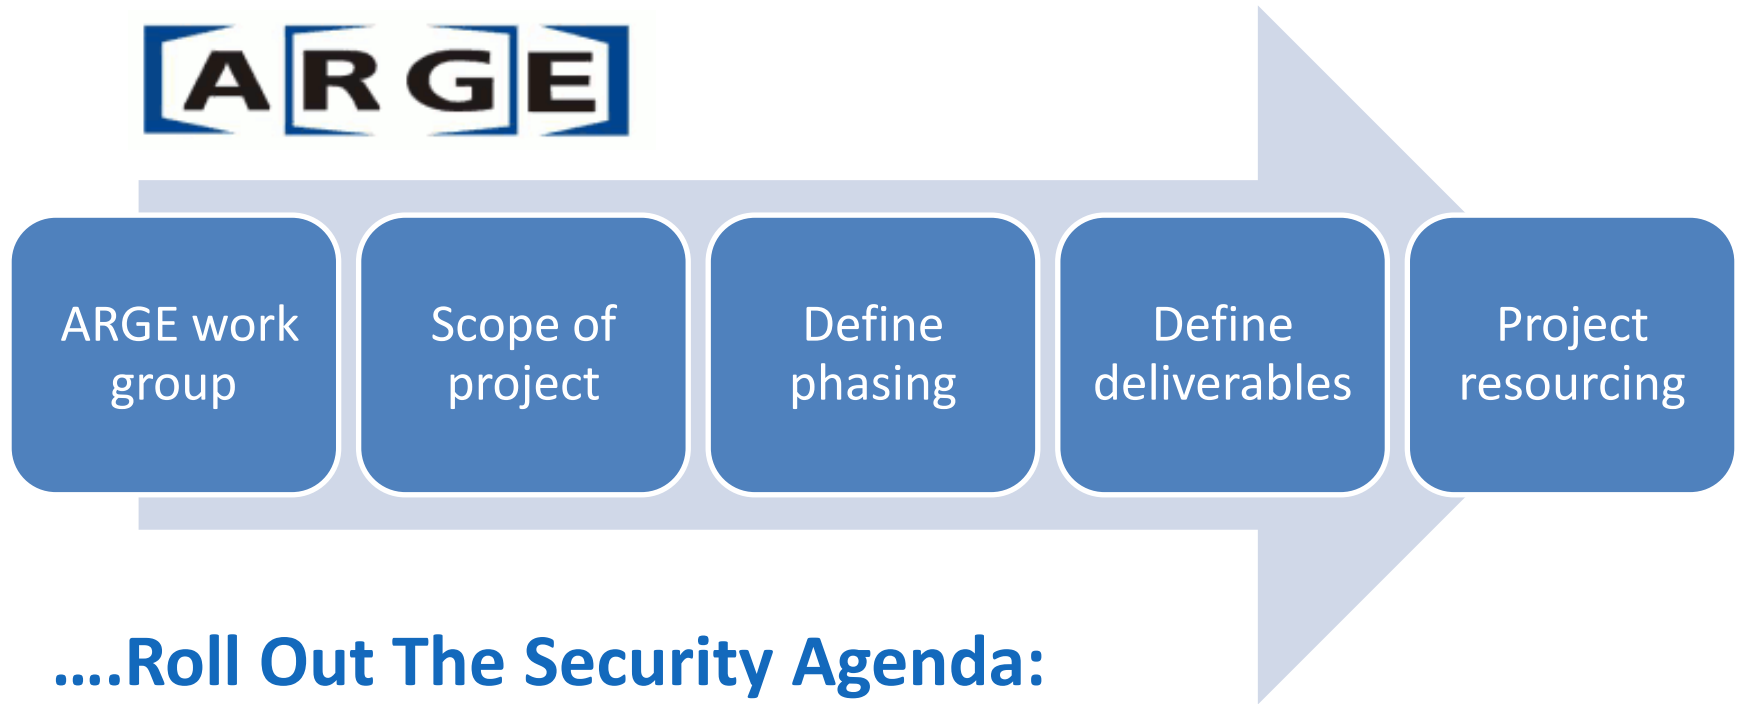 ARGE
ARGE work
group
Scope of
project
Define
phasing
Define
deliverables
Project
resourcing
....Roll Out The Security Agenda: